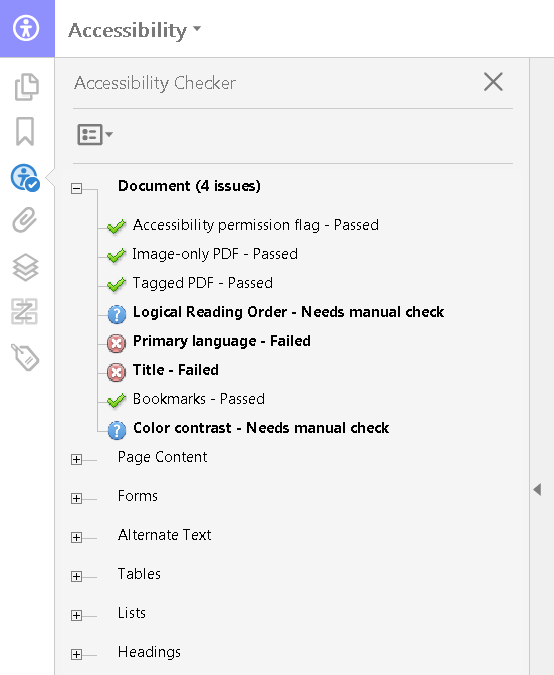 Accessibility
Accessibility Checker
Document (4 issues)
Accessibility permission flag - Passed
Image-only PDF - Passed
Tagged PDF - Passed
Logical Reading Order - Needs manual check
Primary language - Failed
Title - Failed
Bookmarks - Passed
Color contrast - Needs manual check
Page Content
Forms
Alternate Text
Tables
Lists
Headings